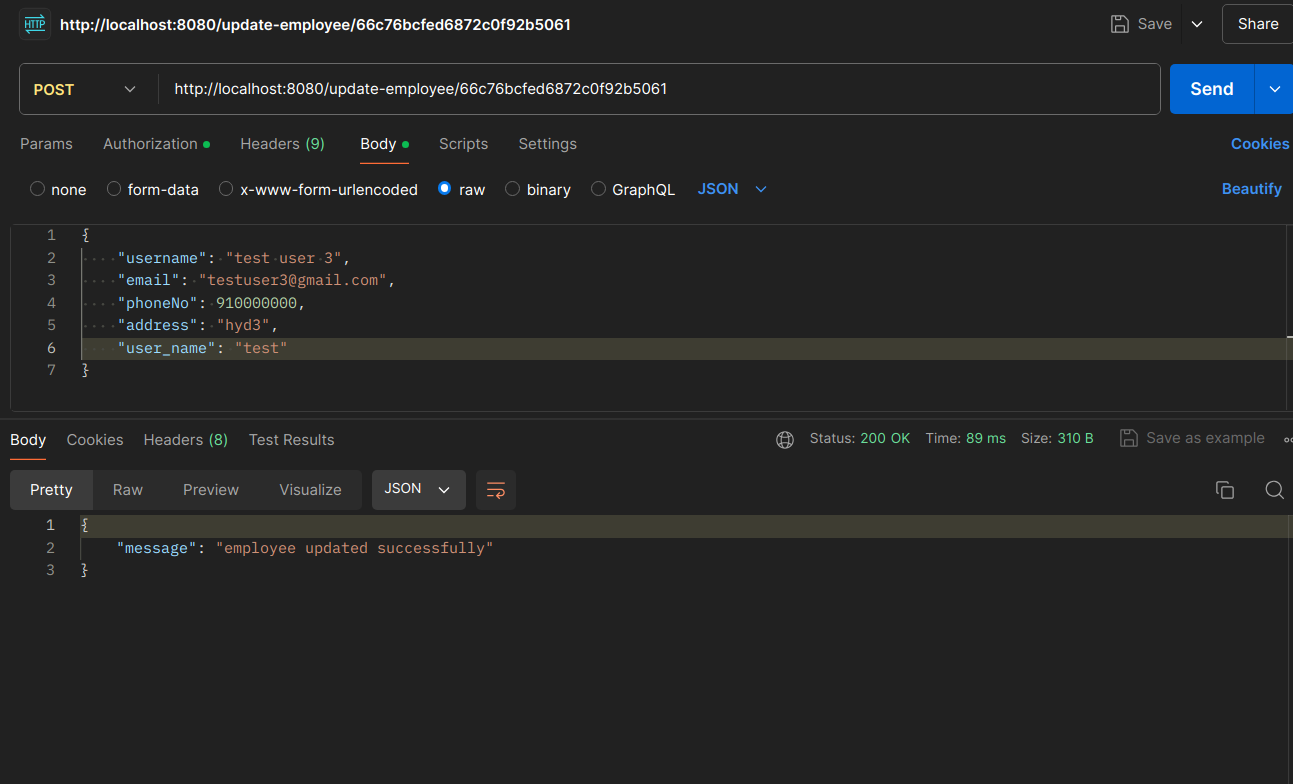 HTTP http://localhost:8080/update-employee/66c76bcfed6872c0f92b5061 Save Share
POST http://localhost:8080/update-employee/66c76bcfed6872c0f92b5061 Send
Params Authorization Headers (9) Body Scripts Settings Cookies
none form-data x-www-form-urlencoded raw binary GraphQL JSON Beautify
1 {
2 "username": "test user 3",
3 "email": "testuser3@gmail.com",
4 "phoneNo": 910000000,
5 "address": "hyd3",
6 "user_name": "test"
7 }
Body Cookies Headers (8) Test Results Status: 200 OK Time: 89 ms Size: 310 B Save as example
Pretty Raw Preview Visualize JSON
1 {
2 "message": "employee updated successfully"
3 }